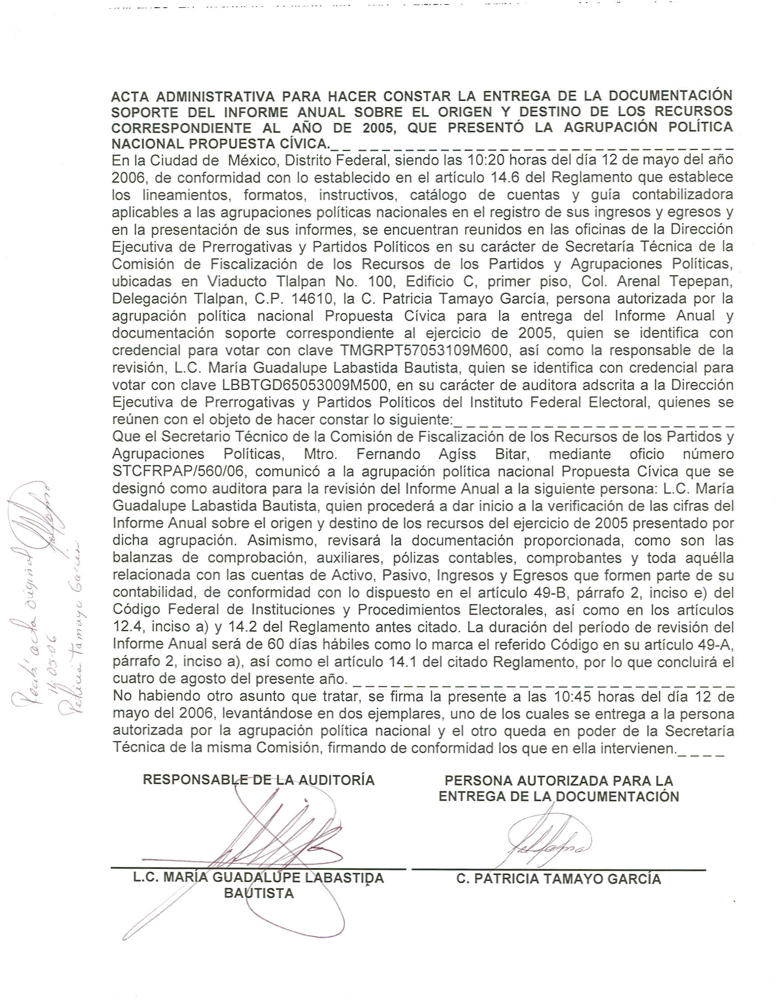 ACTA ADMINISTRATIVA PARA HACER CONSTAR LA ENTREGA DE LA DOCUMENTACIÓN
SOPORTE DEL INFORME ANUAL SOBRE EL ORIGEN Y DESTINO DE LOS RECURSOS
CORRESPONDIENTE AL AÑO DE 2005, QUE PRESENTÓ LA AGRUPACIÓN POLÍTICA
NACIONAL PROPUESTA CÍVICA.
En la Ciudad de México, Distrito Federal, siendo las 10:20 horas del día 12 de mayo del año
2006, de conformidad con lo establecido en el artículo 14.6 del Reglamento que establece
los lineamientos, formatos, instructivos, catálogo de cuentas y guía contabilizadora
aplicables a las agrupaciones políticas nacionales en el registro de sus ingresos y egresos y
en la presentación de sus informes, se encuentran reunidos en las oficinas de la Dirección
Ejecutiva de Prerrogativas y Partidos Políticos en su carácter de Secretaría Técnica de la
Comisión de Fiscalización de los Recursos de los Partidos y Agrupaciones Políticas,
ubicadas en Viaducto Tlalpan No. 100, Edificio C, primer piso, Col. Arenal Tepepan,
Delegación Tlalpan, C.P. 14610, la C. Patricia Tamayo García, persona autorizada por la
agrupación política nacional Propuesta Cívica para la entrega del Informe Anual y
documentación soporte correspondiente al ejercicio de 2005, quien se identifica con
credencial para votar con clave TMGRPT57053109M600, así como la responsable de la
revisión, L.C. María Guadalupe Labastida Bautista, quien se identifica con credencial para
votar con clave LBBTGD65053009M500, en su carácter de auditora adscrita a la Dirección
Ejecutiva de Prerrogativas y Partidos Políticos del Instituto Federal Electoral, quienes se
reúnen con el objeto de hacer constar lo siguiente:
Que el Secretario Técnico de la Comisión de Fiscalización de los Recursos de los Partidos y
Agrupaciones Políticas, Mtro. Fernando Agíss Bitar, mediante oficio número
STCFRPAP/560/06, comunicó a la agrupación política nacional Propuesta Cívica que se
designó como auditora para la revisión del Informe Anual a la siguiente persona: L.C. María
Guadalupe Labastida Bautista, quien procederá a dar inicio a la verificación de las cifras del
Informe Anual sobre el origen y destino de los recursos del ejercicio de 2005 presentado por
dicha agrupación. Asimismo, revisará la documentación proporcionada, como son las
balanzas de comprobación, auxiliares, pólizas contables, comprobantes y toda aquélla
relacionada con las cuentas de Activo, Pasivo, Ingresos y Egresos que formen parte de su
contabilidad, de conformidad con lo dispuesto en el artículo 49-B, párrafo 2, inciso e) del
Código Federal de Instituciones y Procedimientos Electorales, así como en los artículos
12.4, inciso a) y 14.2 del Reglamento antes citado. La duración del período de revisión del
Informe Anual será de 60 días hábiles como lo marca el referido Código en su artículo 49-A,
párrafo 2, inciso a), así como el artículo 14.1 del citado Reglamento, por lo que concluirá el
cuatro de agosto del presente año.
No habiendo otro asunto que tratar, se firma la presente a las 10:45 horas del día 12 de
mayo del 2006, levantándose en dos ejemplares, uno de los cuales se entrega a la persona
autorizada por la agrupación política nacional y el otro queda en poder de la Secretaría
Técnica de la misma Comisión, firmando de conformidad los que en ella intervienen.
Recibí acta original
05-06
Patricia Tamayo García
RESPONSABLE DE LA AUDITORÍA
L.C. MARÍA GUADALUPE LABASTIDA
BAUTISTA
PERSONA AUTORIZADA PARA LA
ENTREGA DE LA DOCUMENTACIÓN
C. PATRICIA TAMAYO GARCÍA